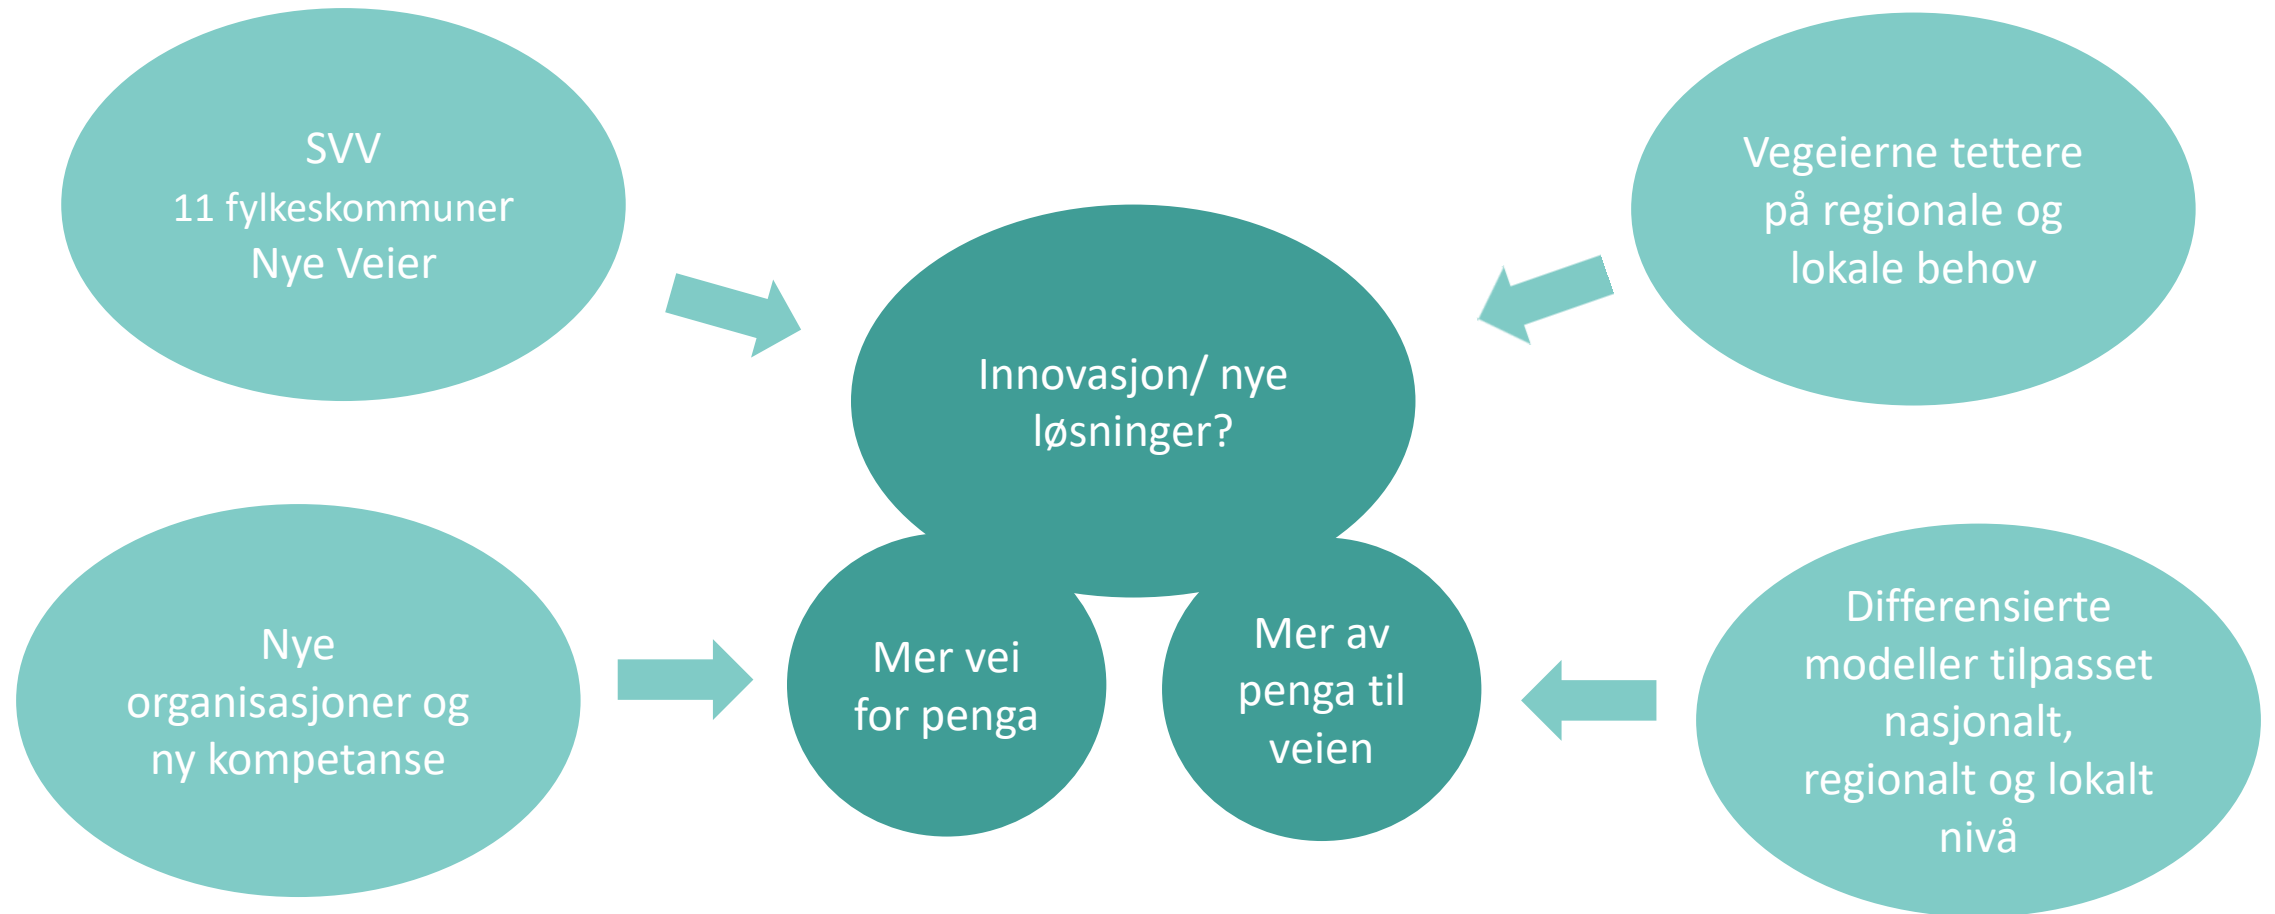 SVV
11 fylkeskommuner
Nye Veier
Vegeierne tettere
på regionale og
lokale behov
Innovasjon/ nye
løsninger?
Nye
organisasjoner og
ny kompetanse
Mer vei
for penga
Mer av
penga til
veien
Differensierte
modeller tilpasset
nasjonalt,
regionalt og lokalt
nivå